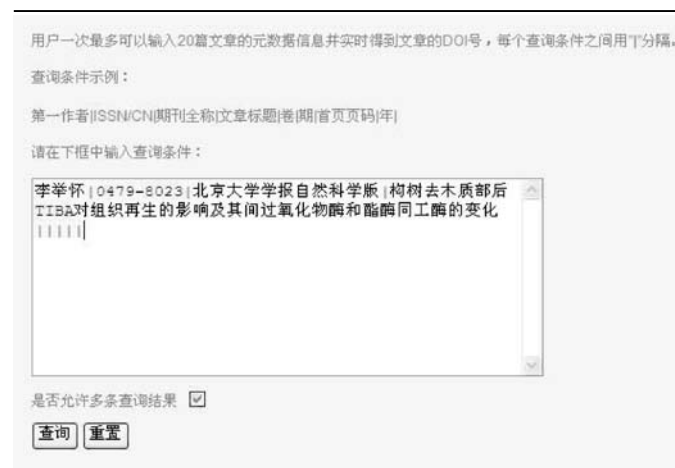 用户一次最多可以输入20篇文章的元数据信息并实时得到文章的DOI号，每个查询条件之间用"|"分隔。
查询条件示例：
第一作者|ISSN/CN|期刊全称|文章标题|卷|期|首页页码|年|
请在下框中输入查询条件：
李举怀|0479-8023|北京大学学报自然科学版|构树去木质部后
TIBA对组织再生的影响及其间过氧化物酶和酯酶同工酶的变化
|||||
是否允许多条查询结果
查询 重置